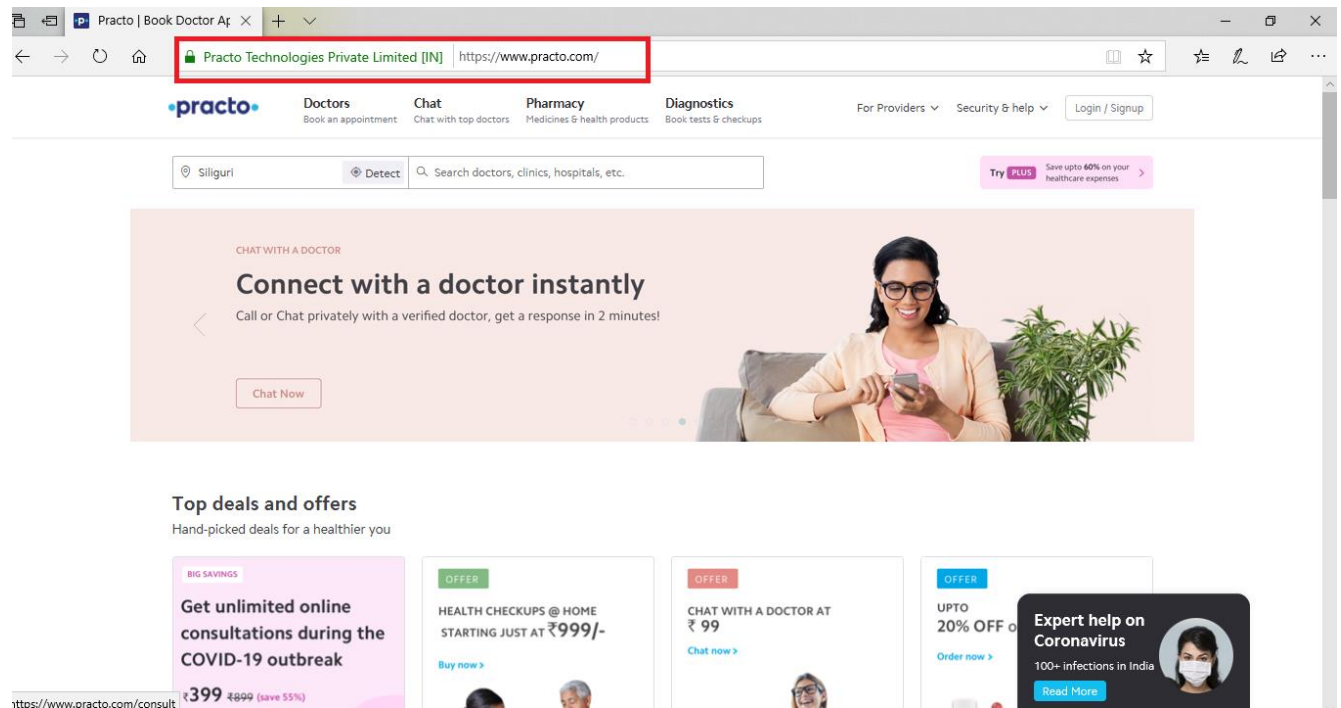 Practo | Book Doctor Ap
Practo Technologies Private Limited [IN] https://www.practo.com/
•practo•
Doctors
Book an appointment
Chat
Chat with top doctors
Pharmacy
Medicines & health products
Diagnostics
Book tests & checkups
For Providers
Security & help
Login / Signup
Siliguri
Detect
Search doctors, clinics, hospitals, etc.
Try PLUS
Save upto 60% on your
healthcare expenses
CHAT WITH A DOCTOR
Connect with a doctor instantly
Call or Chat privately with a verified doctor, get a response in 2 minutes!
Chat Now
Top deals and offers
Hand-picked deals for a healthier you
BIG SAVINGS
Get unlimited online
consultations during the
COVID-19 outbreak
₹399 ₹899 (save 55%)
OFFER
HEALTH CHECKUPS @ HOME
STARTING JUST AT ₹999/-
Buy now >
OFFER
CHAT WITH A DOCTOR AT
₹ 99
Chat now >
OFFER
UPTO
20% OFF
Order now >
Expert help on
Coronavirus
100+ infections in India
Read More
https://www.practo.com/consult